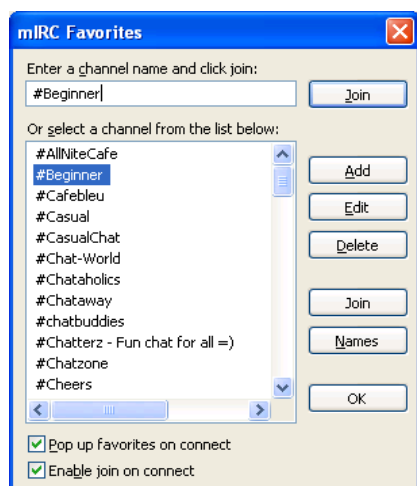 mIRC Favorites
Enter a channel name and click join:
#Beginner
Join
Or select a channel from the list below:
#AllNiteCafe
#Beginner
#Cafebleu
#Casual
#CasualChat
#Chat-World
#Chataholics
#Chataway
#chatbuddies
#Chatterz - Fun chat for all =)
#Chatzone
#Cheers
Add
Edit
Delete
Join
Names
OK
Pop up favorites on connect
Enable join on connect